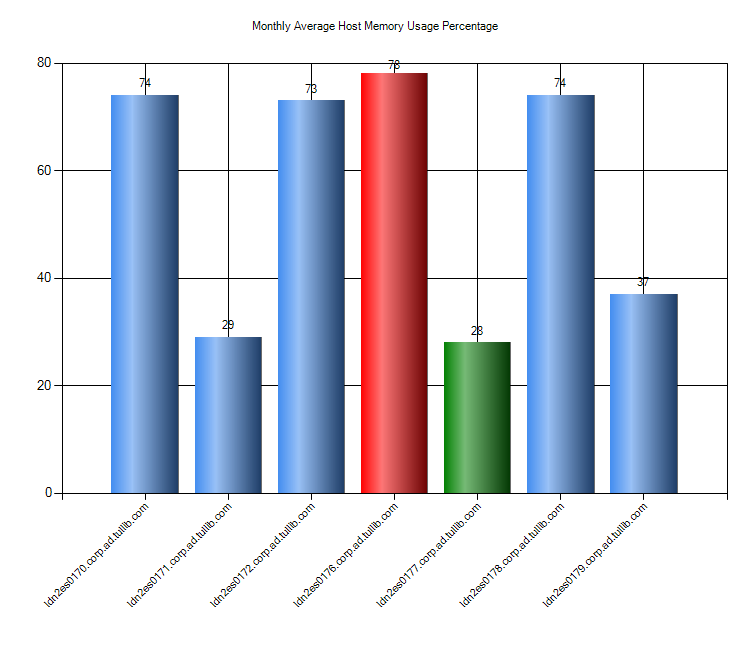 Monthly Average Host Memory Usage Percentage
80
60
40
20
0
74
29
73
78
28
74
37
ldn2es0170.corp.ad.tullib.com
ldn2es0171.corp.ad.tullib.com
ldn2es0172.corp.ad.tullib.com
ldn2es0176.corp.ad.tullib.com
ldn2es0177.corp.ad.tullib.com
ldn2es0178.corp.ad.tullib.com
ldn2es0179.corp.ad.tullib.com